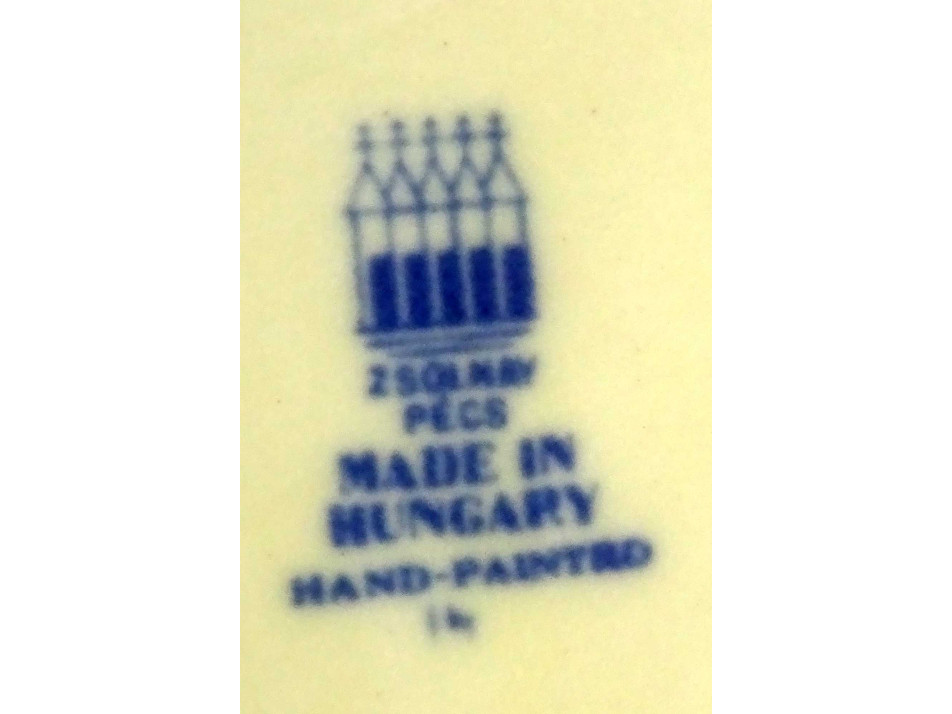 ZSOLNAY
PÉCS
MADE IN
HUNGARY
HAND-PAINTED